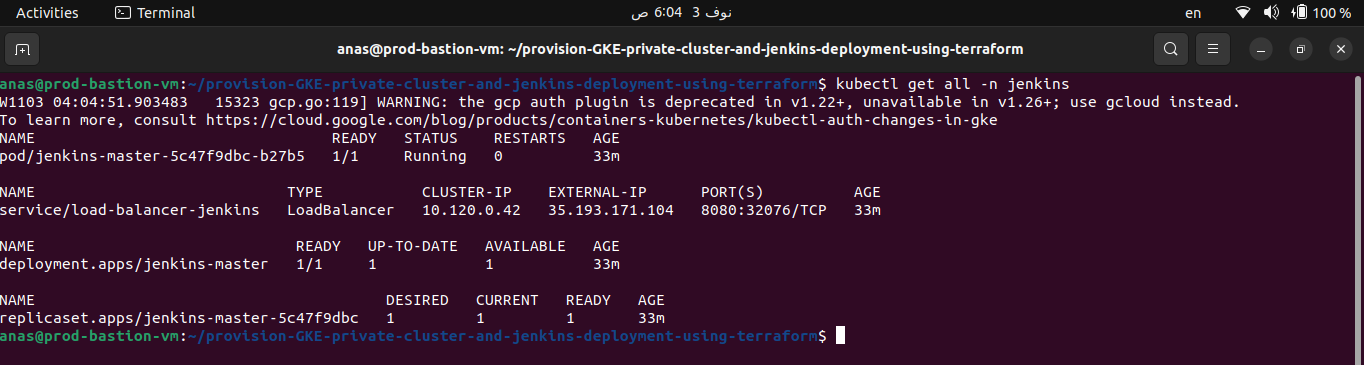 Activities Terminal نوف 3 6:04 ص en 100 %
anas@prod-bastion-vm: ~/provision-GKE-private-cluster-and-jenkins-deployment-using-terraform
anas@prod-bastion-vm:~/provision-GKE-private-cluster-and-jenkins-deployment-using-terraform$ kubectl get all -n jenkins
W1103 04:04:51.903483   15323 gcp.go:119] WARNING: the gcp auth plugin is deprecated in v1.22+, unavailable in v1.26+; use gcloud instead.
To learn more, consult https://cloud.google.com/blog/products/containers-kubernetes/kubectl-auth-changes-in-gke
NAME                                 READY   STATUS    RESTARTS   AGE
pod/jenkins-master-5c47f9dbc-b27b5   1/1     Running   0          33m
NAME                            TYPE           CLUSTER-IP    EXTERNAL-IP      PORT(S)          AGE
service/load-balancer-jenkins   LoadBalancer   10.120.0.42   35.193.171.104   8080:32076/TCP   33m
NAME                             READY   UP-TO-DATE   AVAILABLE   AGE
deployment.apps/jenkins-master   1/1     1            1           33m
NAME                                       DESIRED   CURRENT   READY   AGE
replicaset.apps/jenkins-master-5c47f9dbc   1         1         1       33m
anas@prod-bastion-vm:~/provision-GKE-private-cluster-and-jenkins-deployment-using-terraform$